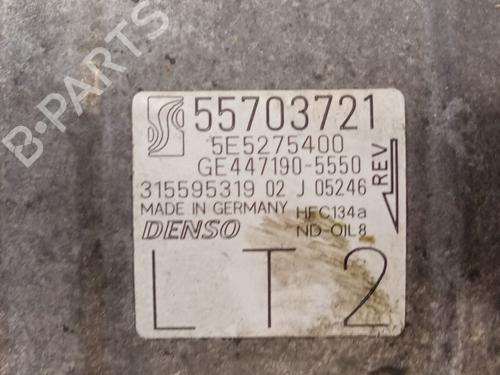 B-PARTS
55703721
5E5275400
GE447190-5550
315595319 02 J 05246
MADE IN GERMANY HFC134a
DENSO ND-OIL8
REV
LT2